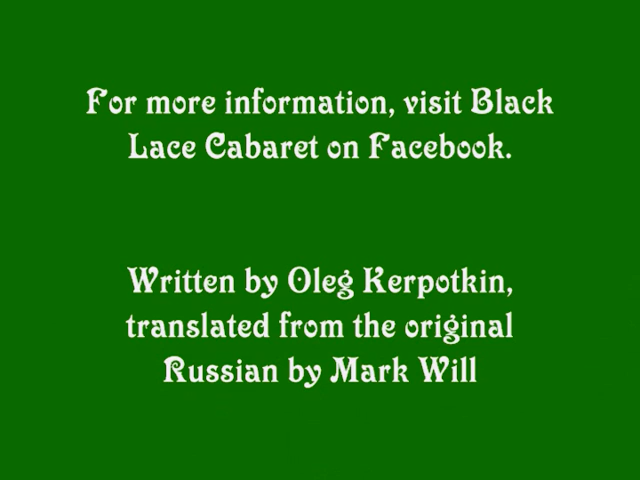 For more information, visit Black
Lace Cabaret on Facebook.
Written by Oleg Kerpotkin,
translated from the original
Russian by Mark Will